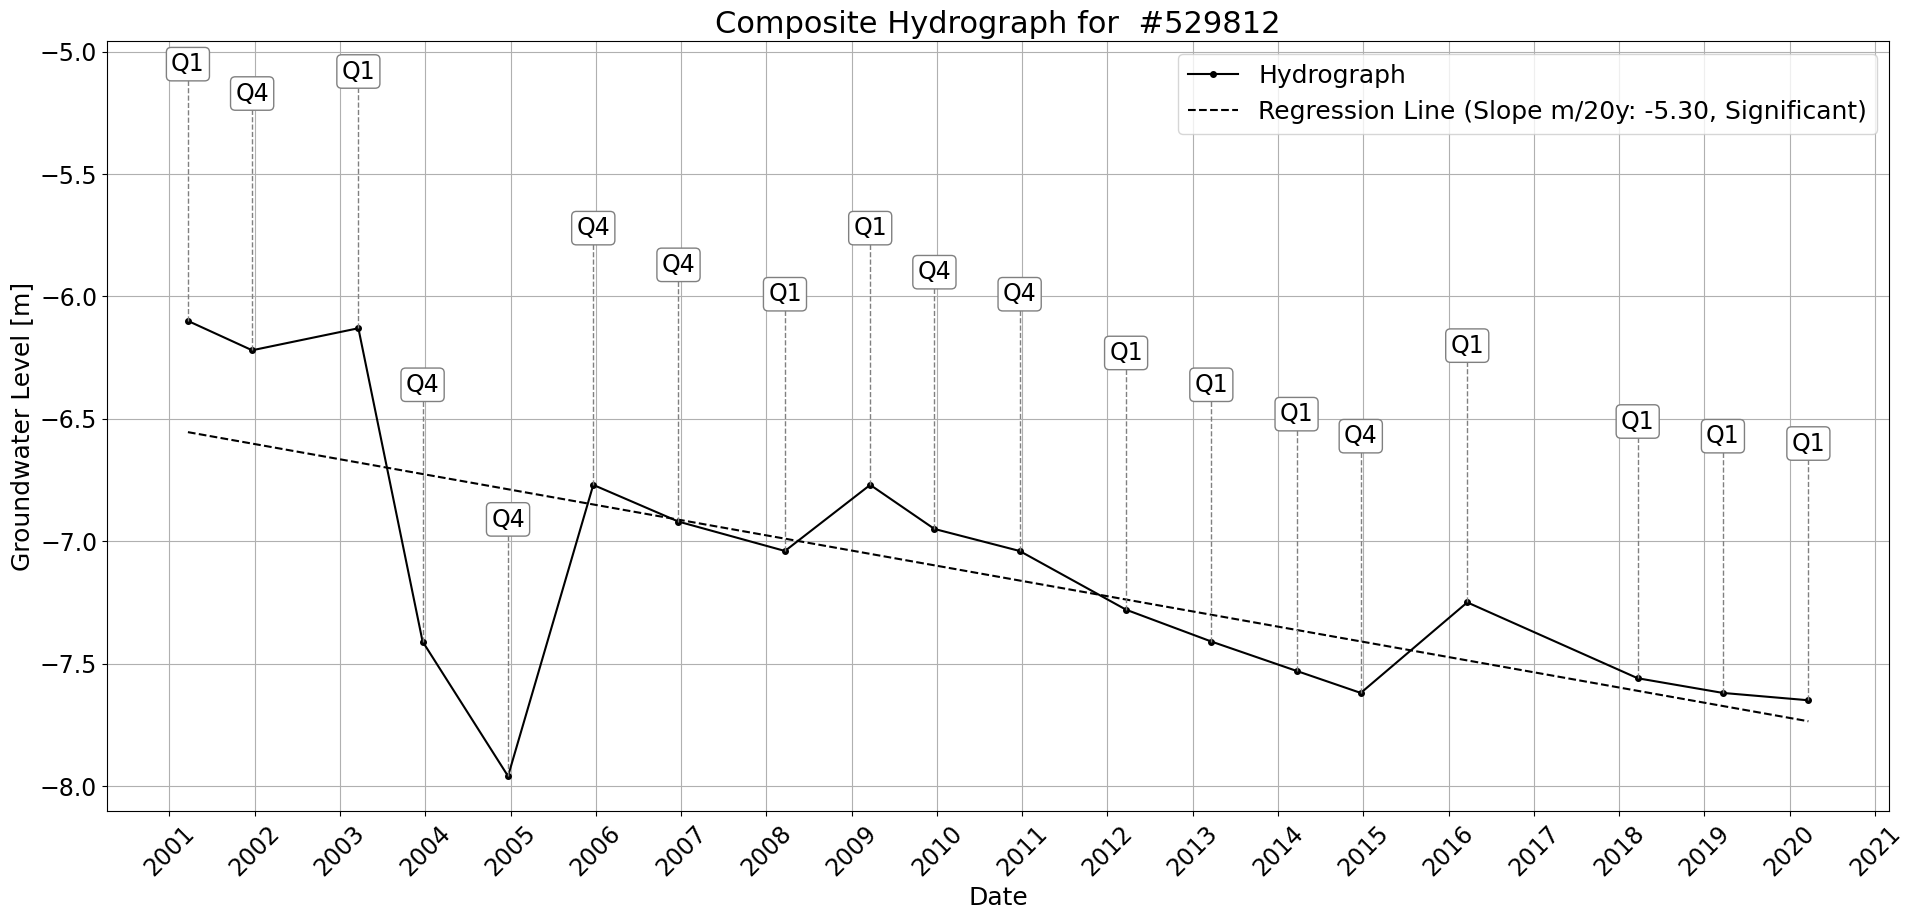 Composite Hydrograph for  #529812
Hydrograph
Regression Line (Slope m/20y: -5.30, Significant)
Groundwater Level [m]
−5.0
−5.5
−6.0
−6.5
−7.0
−7.5
−8.0
Q1
Q4
Q1
Q4
Q4
Q4
Q4
Q1
Q1
Q4
Q4
Q1
Q1
Q1
Q4
Q1
Q1
Q1
Q1
2001
2002
2003
2004
2005
2006
2007
2008
2009
2010
2011
2012
2013
2014
2015
2016
2017
2018
2019
2020
2021
Date